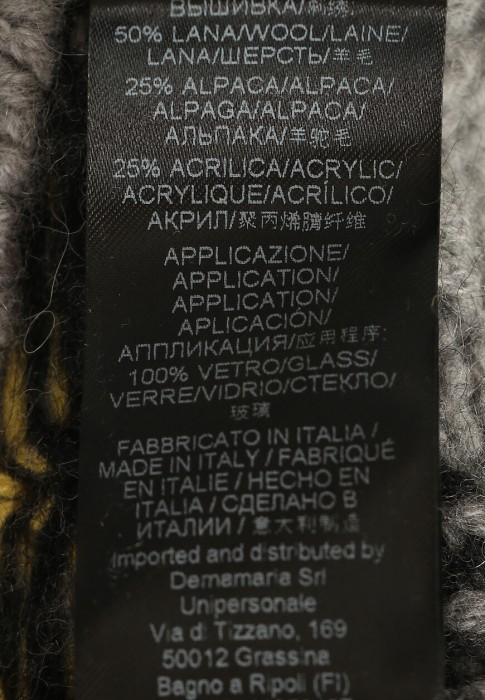 ВЫШИВКА/刺绣:
50% LANA/WOOL/LAINE/
LANA/ШЕРСТЬ/羊毛
25% ALPACA/ALPACA/
ALPAGA/ALPACA/
АЛЬПАКА/羊驼毛
25% ACRILICA/ACRYLIC/
ACRYLIQUE/ACRÍLICO/
АКРИЛ/聚丙烯腈纤维
APPLICAZIONE/
APPLICATION/
APPLICATION/
APLICACIÓN/
АППЛИКАЦИЯ/应用程序:
100% VETRO/GLASS/
VERRE/VIDRIO/СТЕКЛО/
玻璃
FABBRICATO IN ITALIA /
MADE IN ITALY / FABRIQUÉ
EN ITALIE / HECHO EN
ITALIA / СДЕЛАНО В
ИТАЛИИ / 意大利制造
Imported and distributed by
Demamaria Srl
Unipersonale
Via di Tizzano, 169
50012 Grassina
Bagno a Ripoli (FI)